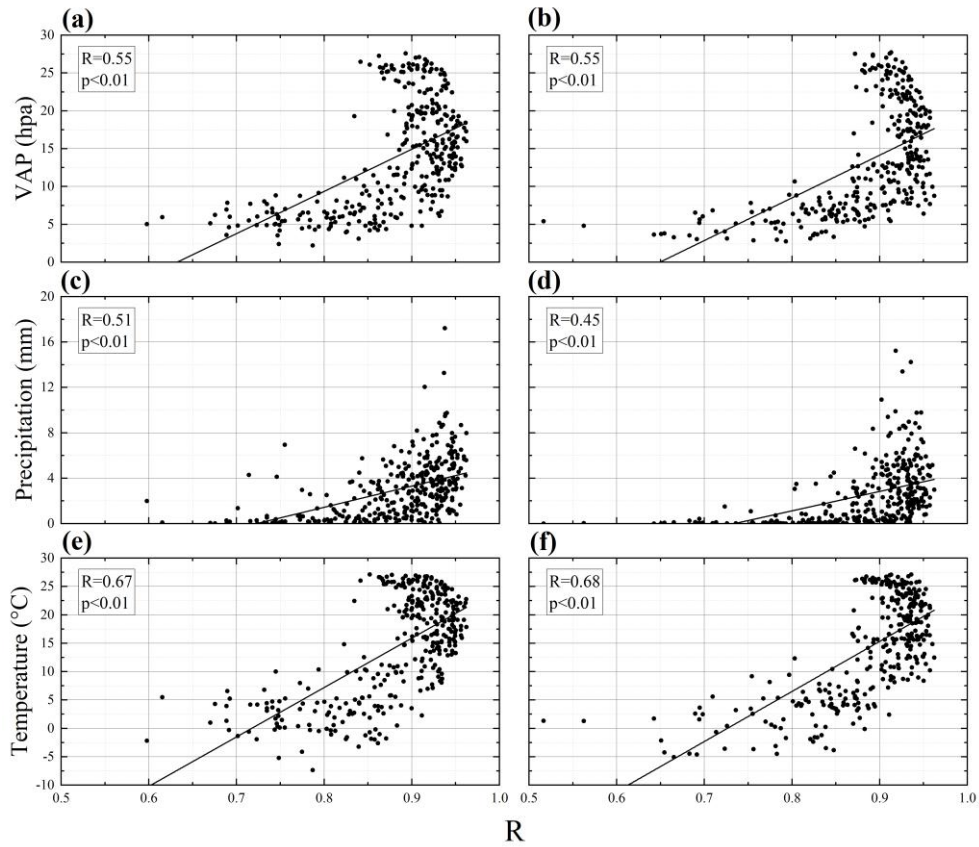 (a)
(b)
30
25
20
15
10
5
0
VAP (hpa)
R=0.55
p<0.01
R=0.55
p<0.01
(c)
(d)
20
16
12
8
4
0
Precipitation (mm)
R=0.51
p<0.01
R=0.45
p<0.01
(e)
(f)
30
25
20
15
10
5
0
-5
-10
Temperature (°C)
R=0.67
p<0.01
R=0.68
p<0.01
0.5 0.6 0.7 0.8 0.9 1.0
0.5 0.6 0.7 0.8 0.9 1.0
R